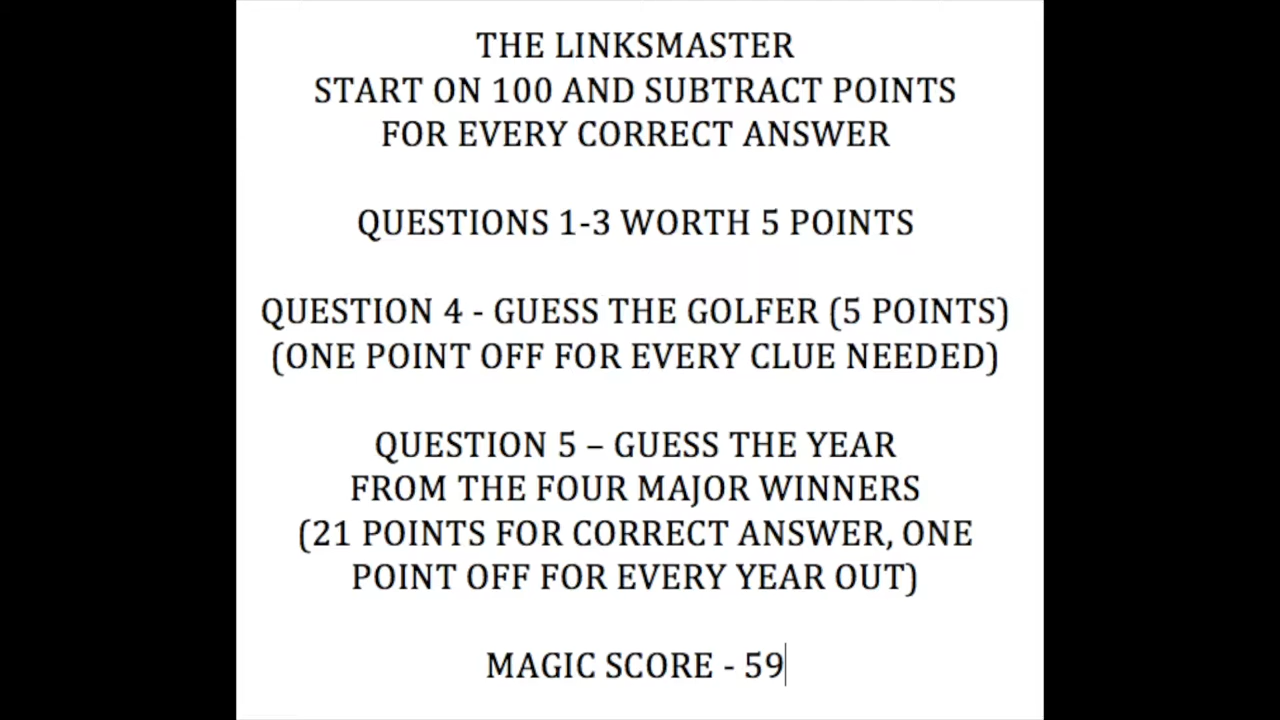 THE LINKSMASTER
START ON 100 AND SUBTRACT POINTS
FOR EVERY CORRECT ANSWER
QUESTIONS 1-3 WORTH 5 POINTS
QUESTION 4 - GUESS THE GOLFER (5 POINTS)
(ONE POINT OFF FOR EVERY CLUE NEEDED)
QUESTION 5 – GUESS THE YEAR
FROM THE FOUR MAJOR WINNERS
(21 POINTS FOR CORRECT ANSWER, ONE
POINT OFF FOR EVERY YEAR OUT)
MAGIC SCORE - 59